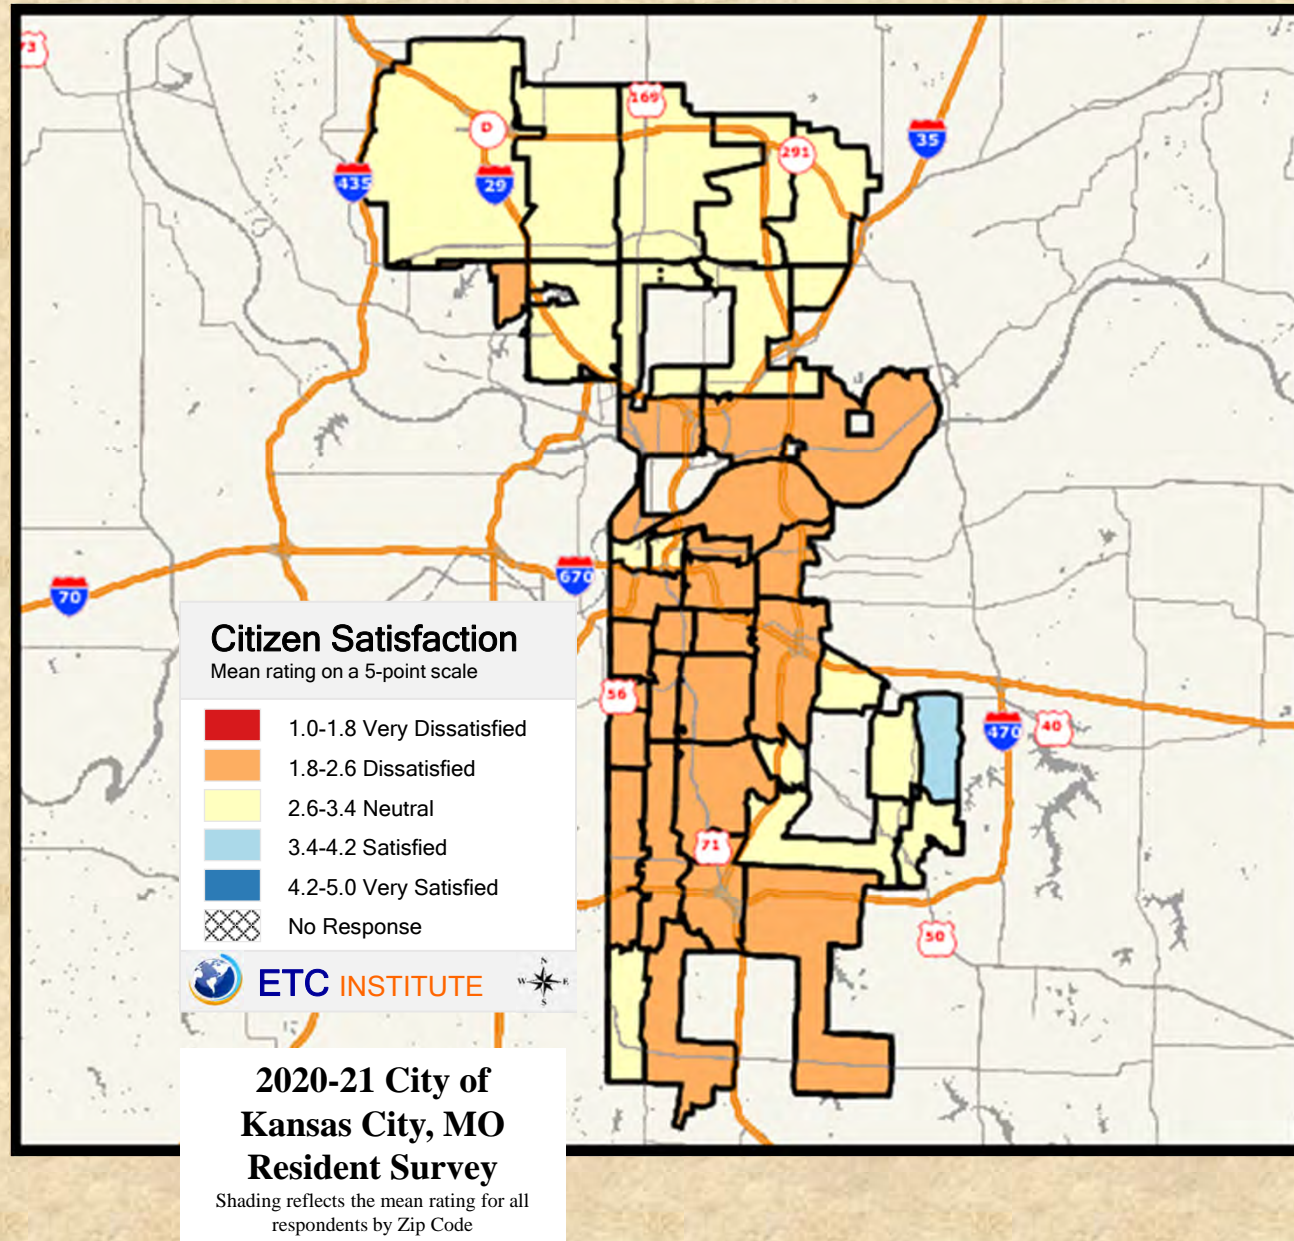 73
169
D
291
35
435
29
70
670
56
470
40
71
50
Citizen Satisfaction
Mean rating on a 5-point scale
1.0-1.8 Very Dissatisfied
1.8-2.6 Dissatisfied
2.6-3.4 Neutral
3.4-4.2 Satisfied
4.2-5.0 Very Satisfied
No Response
ETC INSTITUTE
N
W E
S
2020-21 City of
Kansas City, MO
Resident Survey
Shading reflects the mean rating for all
respondents by Zip Code